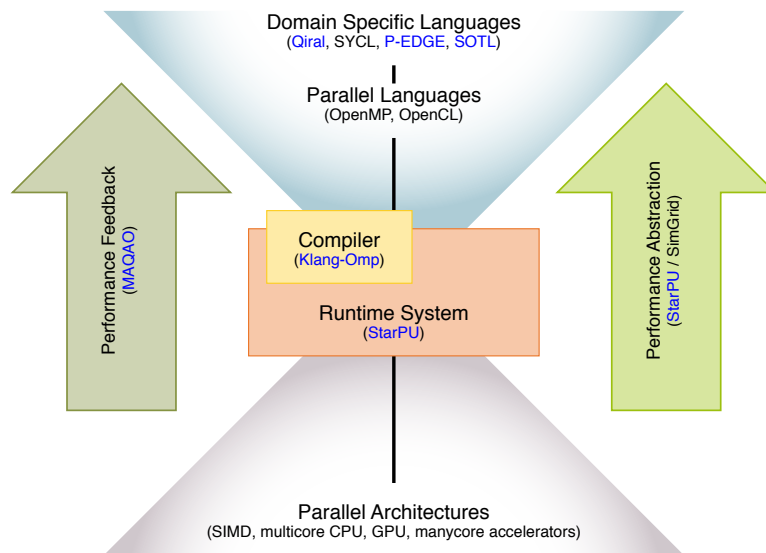 Domain Specific Languages
(Qiral, SYCL, P-EDGE, SOTL)
Parallel Languages
(OpenMP, OpenCL)
Performance Feedback
(MAQAO)
Compiler
(Klang-Omp)
Runtime System
(StarPU)
Performance Abstraction
(StarPU / SimGrid)
Parallel Architectures
(SIMD, multicore CPU, GPU, manycore accelerators)